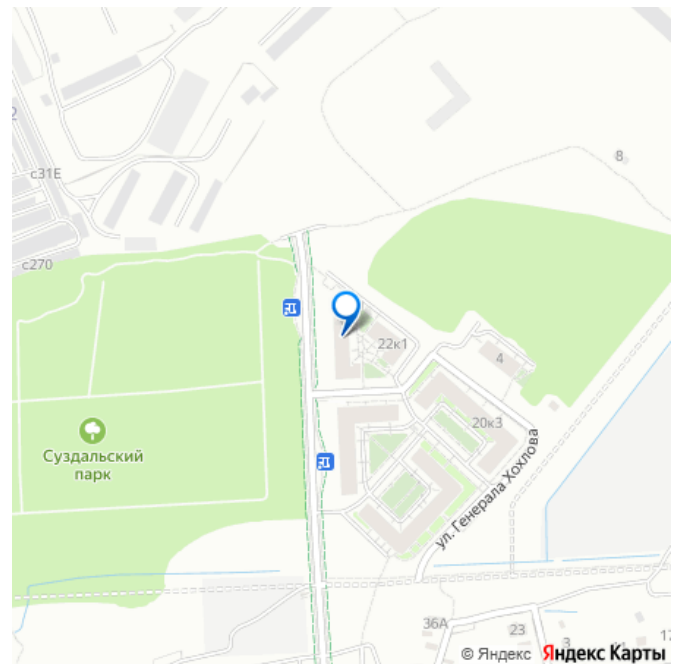 2
с31Е
8
с270
22к1
4
20к3
Суздальский
парк
ул. Генерала Хохлова
36А
23
3
11
17
© Яндекс Яндекс Карты